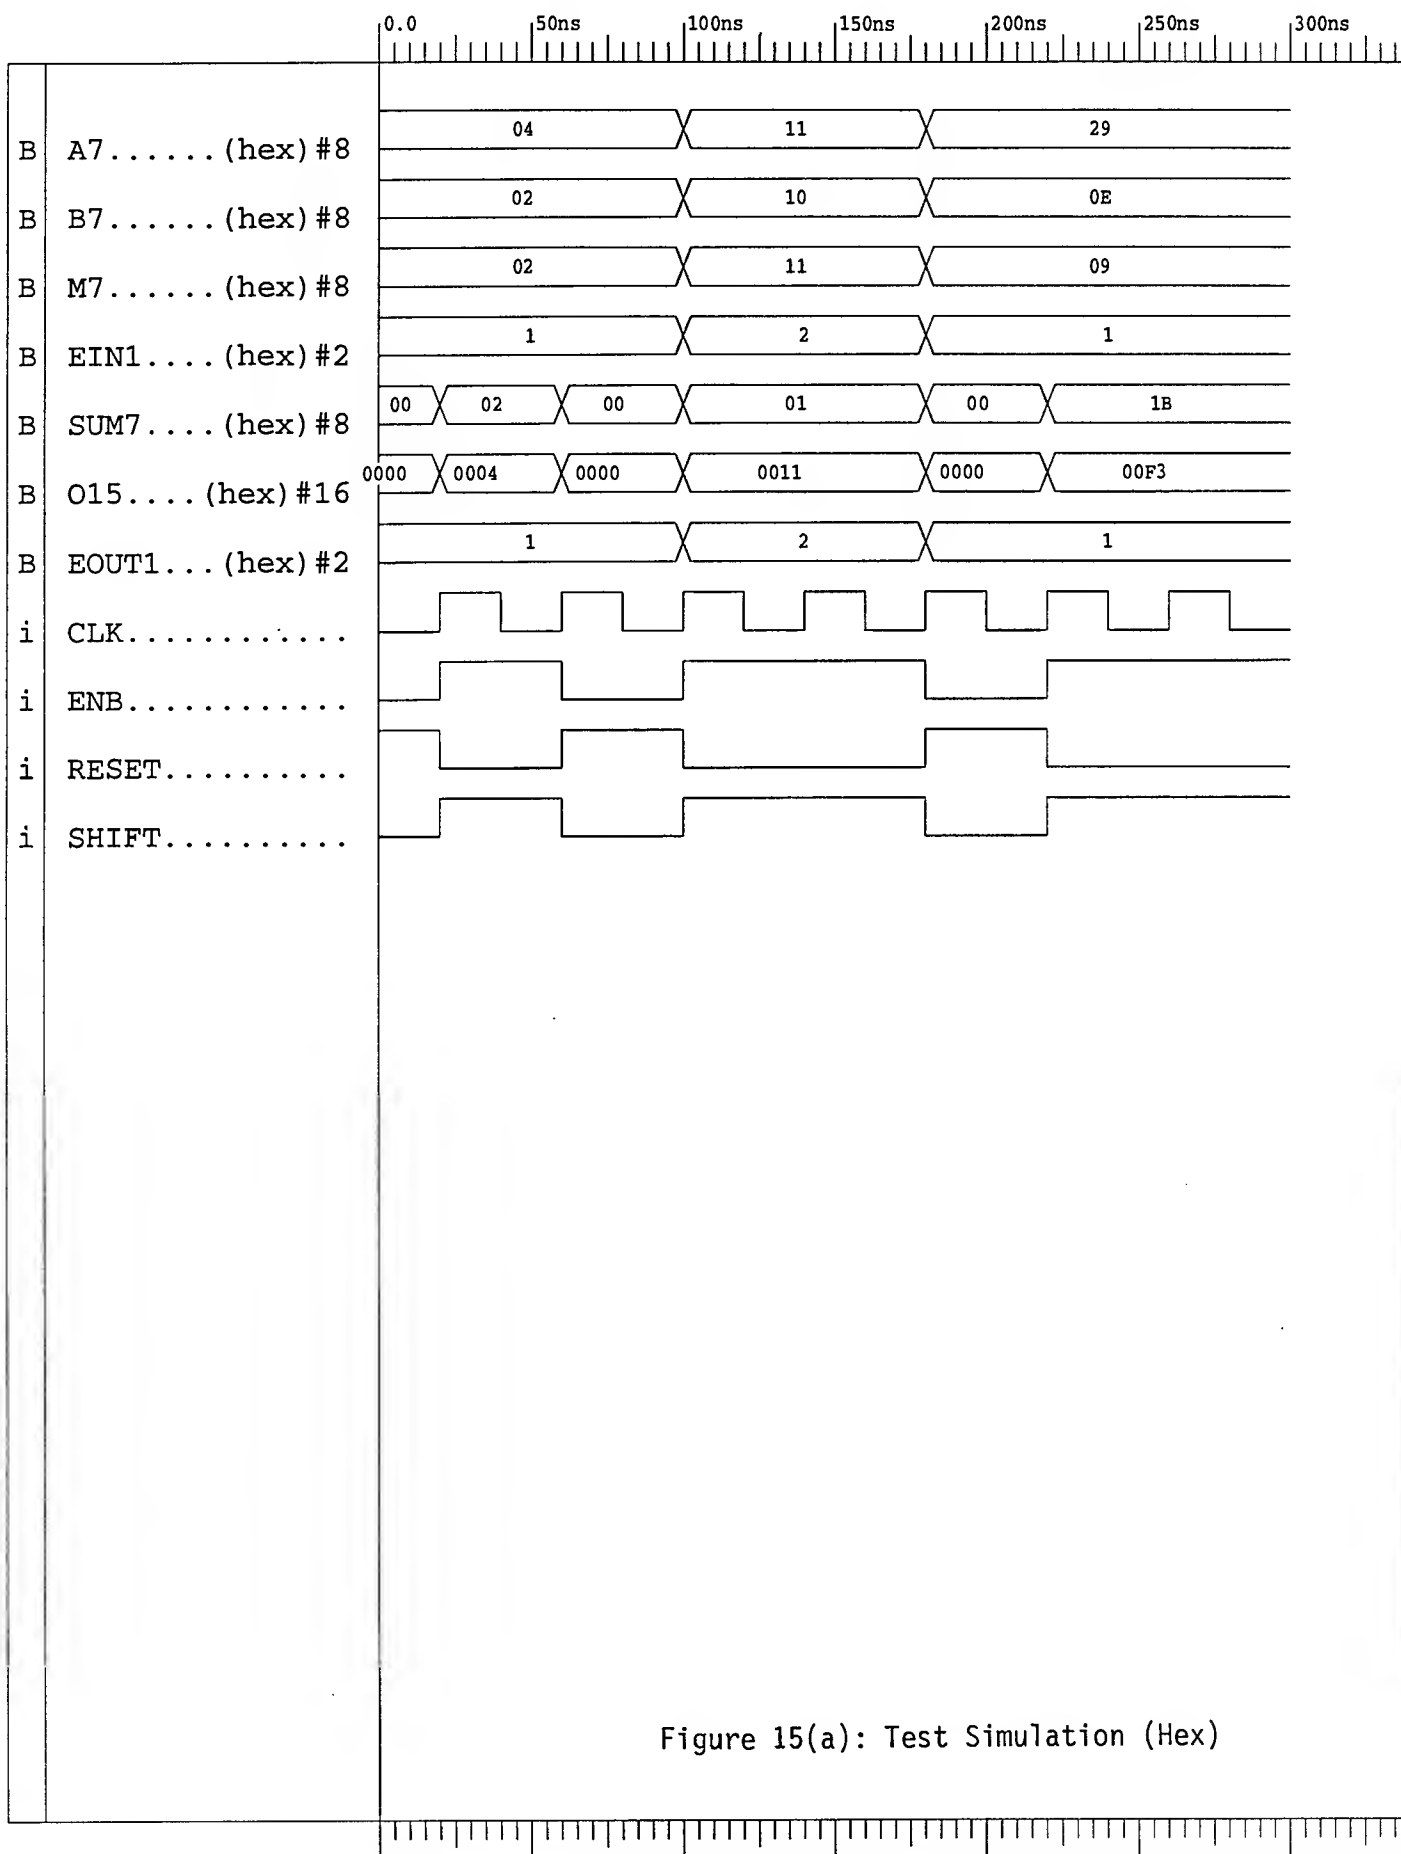 0.0 50ns 100ns 150ns 200ns 250ns 300ns
B A7......(hex)#8 04 11 29
B B7......(hex)#8 02 10 0E
B M7......(hex)#8 02 11 09
B EIN1....(hex)#2 1 2 1
B SUM7....(hex)#8 00 02 00 01 00 1B
B O15....(hex)#16 0000 0004 0000 0011 0000 00F3
B EOUT1...(hex)#2 1 2 1
i CLK............
i ENB............
i RESET..........
i SHIFT..........
Figure 15(a): Test Simulation (Hex)